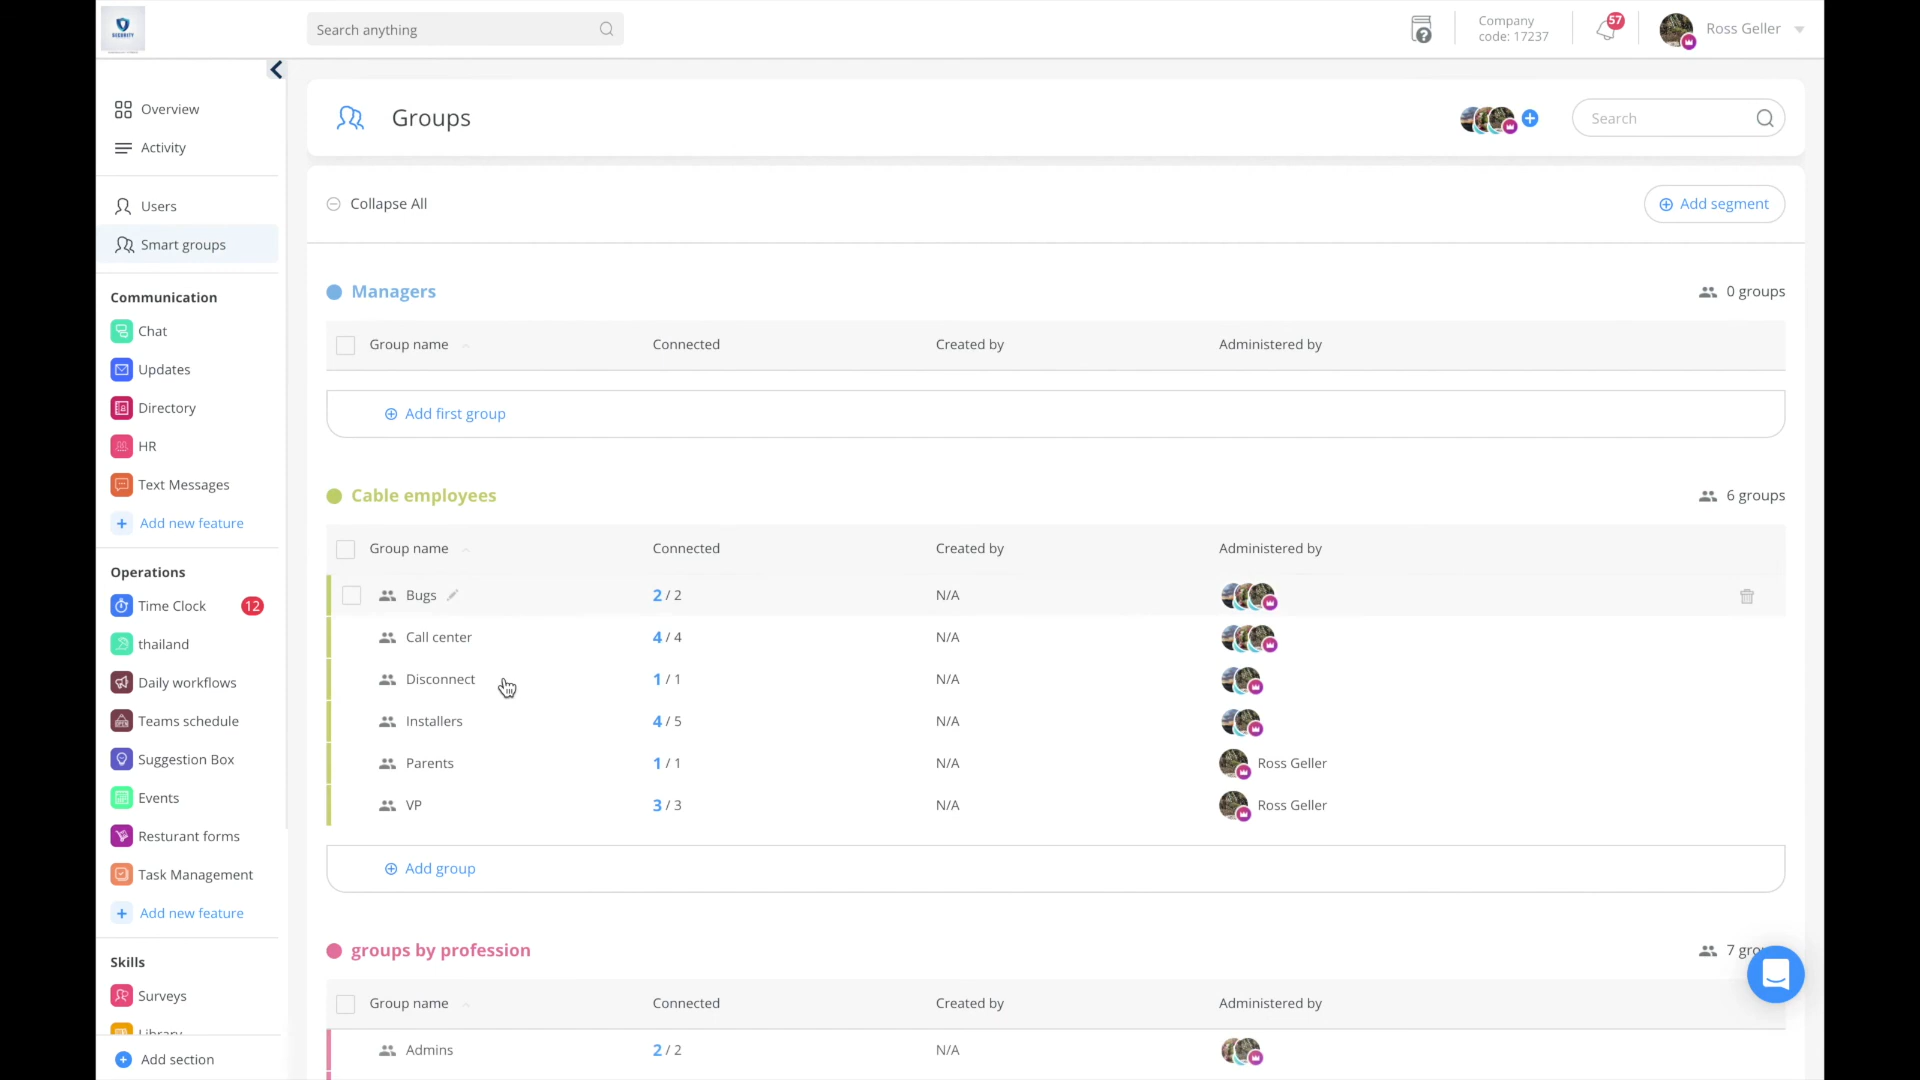 SECURITY
Search anything
Company
code: 17237
57
Ross Geller
Overview
Activity
Users
Smart groups
Communication
Chat
Updates
Directory
HR
Text Messages
Add new feature
Operations
Time Clock
12
thailand
Daily workflows
Teams schedule
Suggestion Box
Events
Resturant forms
Task Management
Add new feature
Skills
Surveys
Library
Add section
Groups
Search
Collapse All
Add segment
Managers
0 groups
Group name
Connected
Created by
Administered by
Add first group
Cable employees
6 groups
Group name
Connected
Created by
Administered by
Bugs
2 / 2
N/A
Call center
4 / 4
N/A
Disconnect
1 / 1
N/A
Installers
4 / 5
N/A
Parents
1 / 1
N/A
Ross Geller
VP
3 / 3
N/A
Ross Geller
Add group
groups by profession
7 gro
Group name
Connected
Created by
Administered by
Admins
2 / 2
N/A